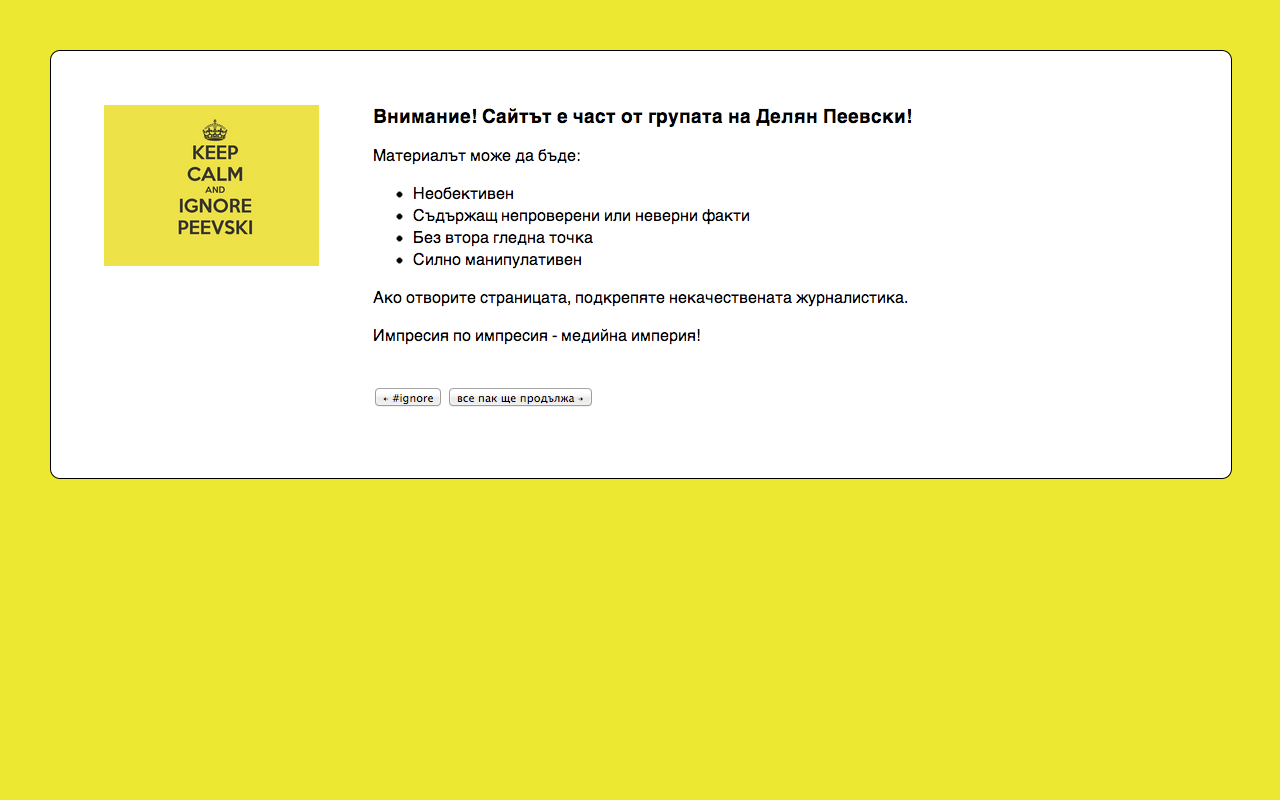 KEEP
CALM
AND
IGNORE
PEEVSKI
Внимание! Сайтът е част от групата на Делян Пеевски!
Материалът може да бъде:
• Необективен
• Съдържащ непроверени или неверни факти
• Без втора гледна точка
• Силно манипулативен
Ако отворите страницата, подкрепяте некачествената журналистика.
Импресия по импресия - медийна империя!
← #ignore все пак ще продължа →